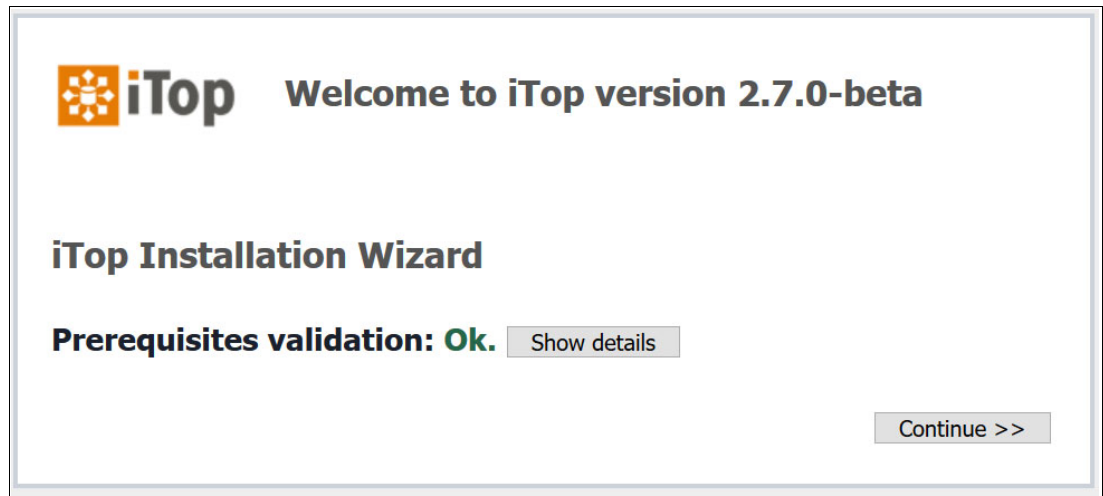 iTop Welcome to iTop version 2.7.0-beta
iTop Installation Wizard
Prerequisites validation: Ok. Show details
Continue >>